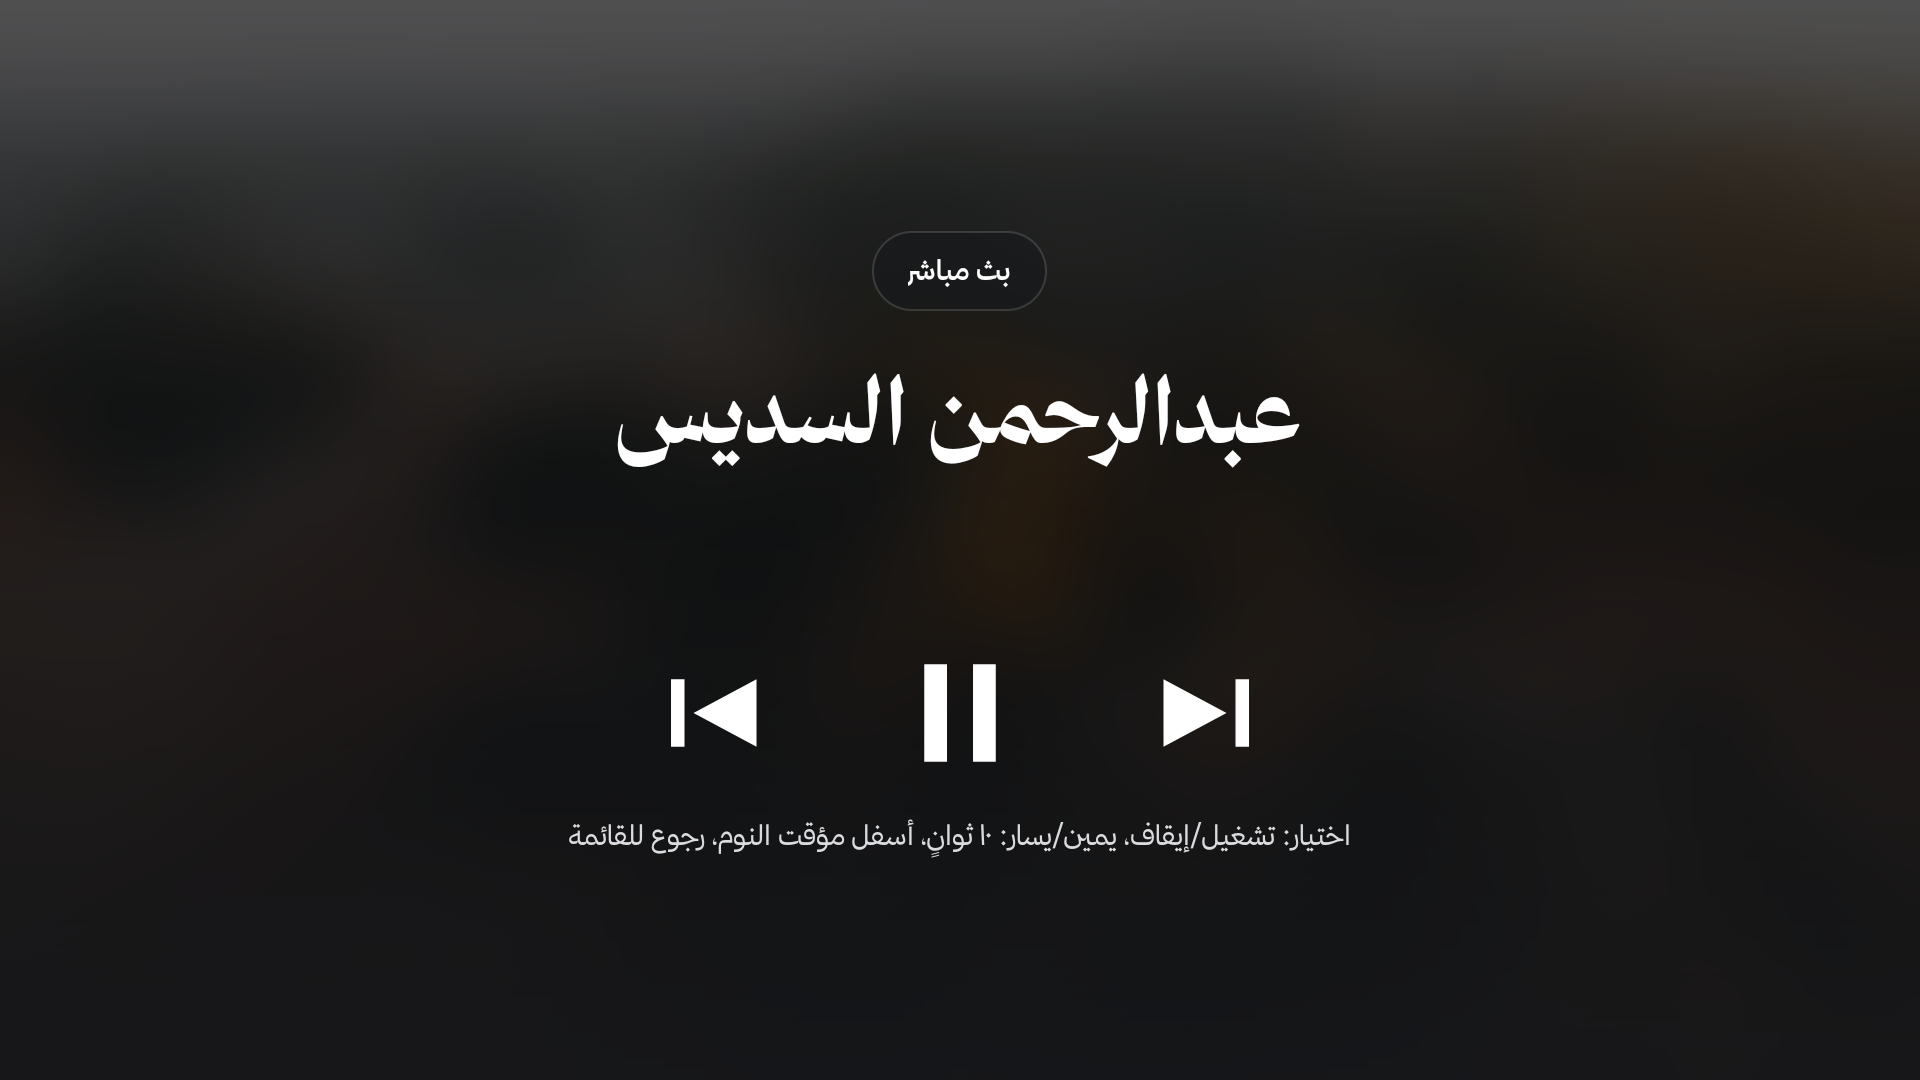 بث مباشر
عبدالرحمن السديس
اختيار: تشغيل/إيقاف، يمين/يسار: ١٠ ثوانٍ، أسفل مؤقت النوم، رجوع للقائمة